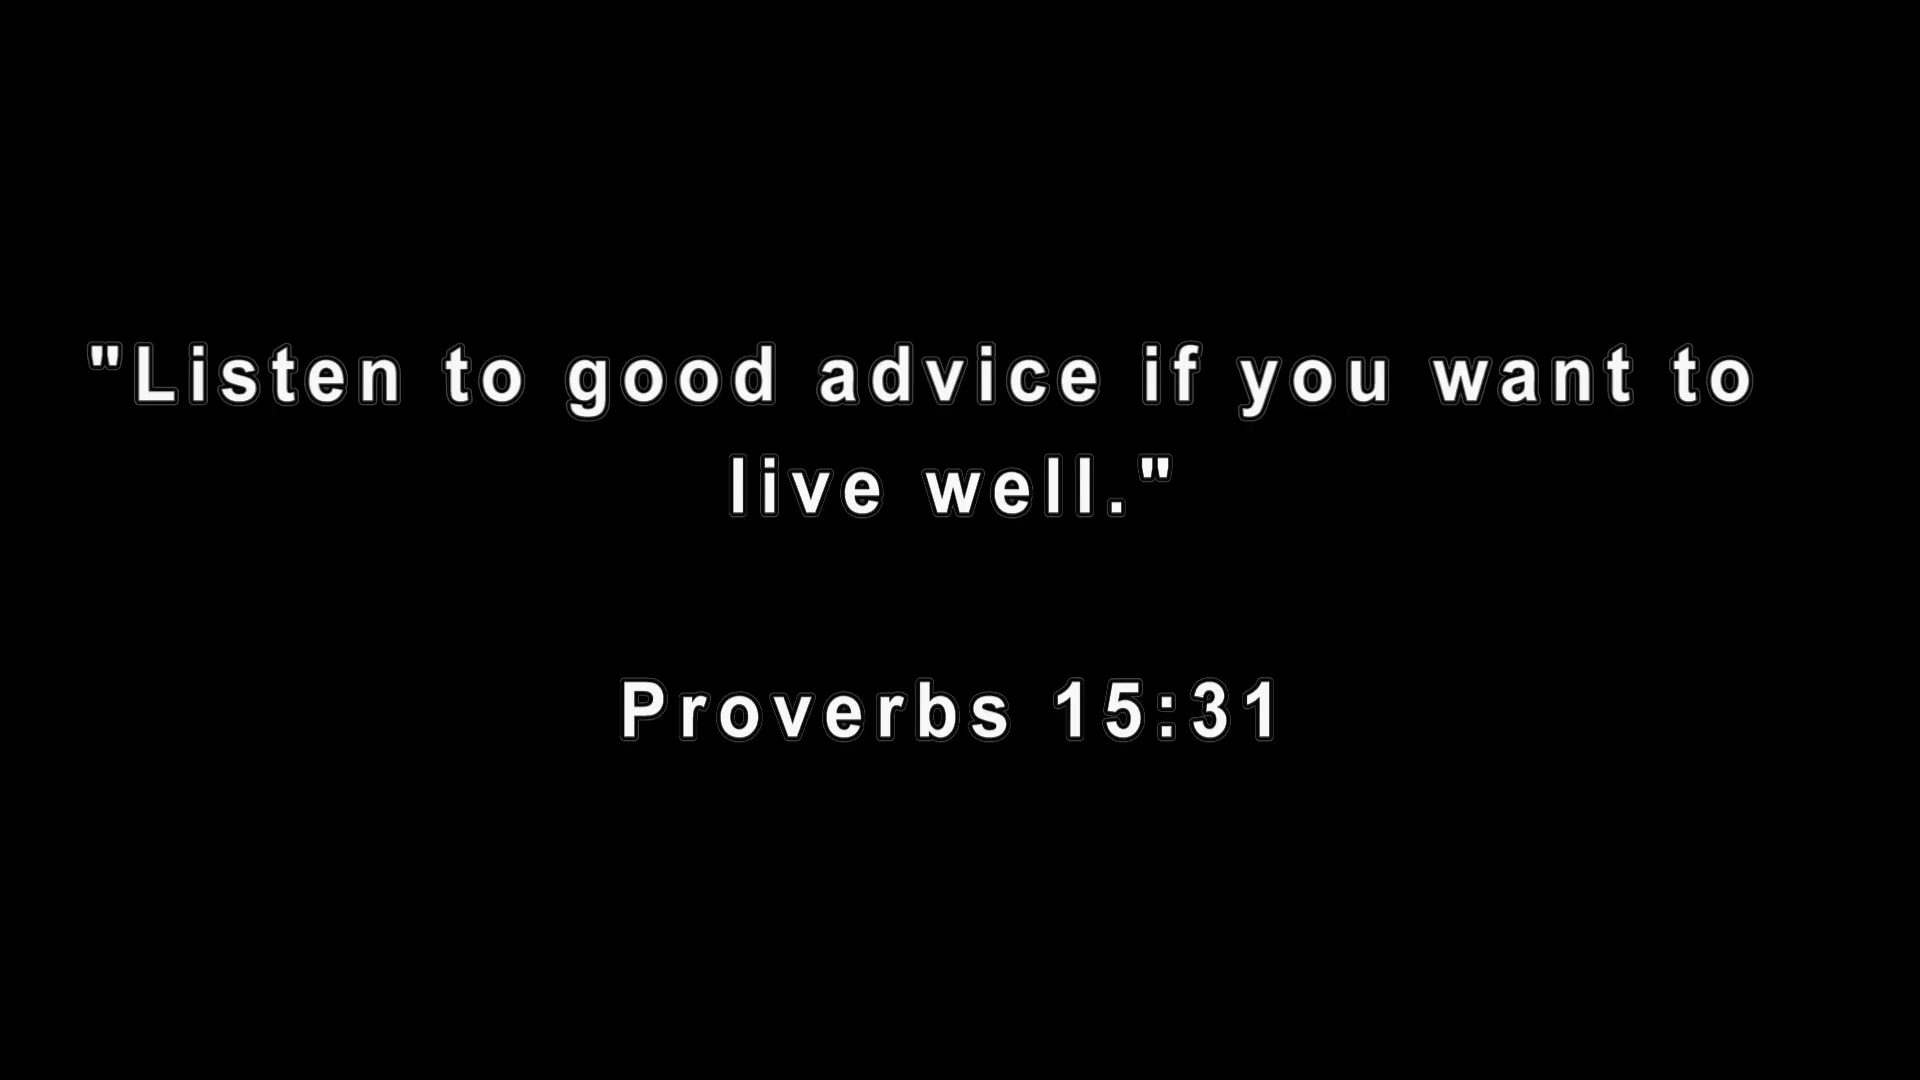 "Listen to good advice if you want to
live well."
Proverbs 15:31